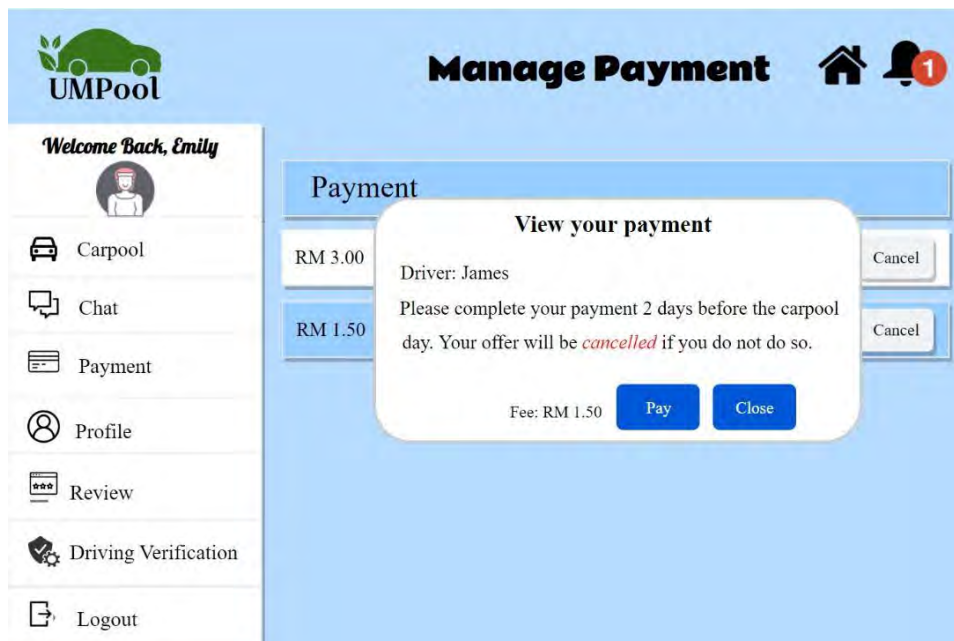 UMPool
Manage Payment
1
Welcome Back, Emily
Carpool
Chat
Payment
Profile
Review
Driving Verification
Logout
Payment
RM 3.00
Cancel
RM 1.50
Cancel
View your payment
Driver: James
Please complete your payment 2 days before the carpool
day. Your offer will be cancelled if you do not do so.
Fee: RM 1.50
Pay
Close